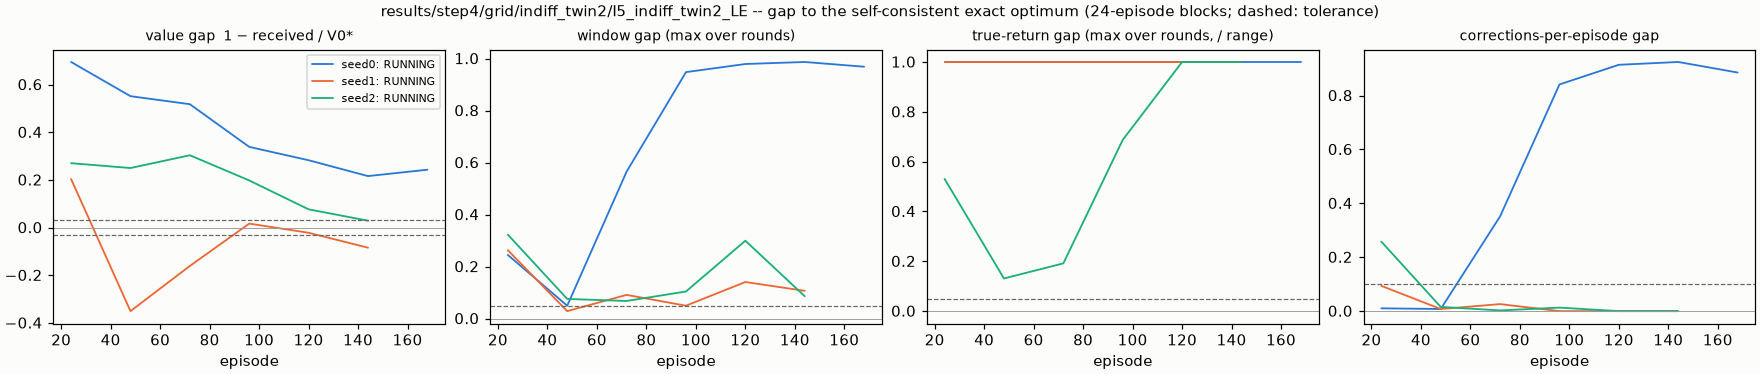 results/step4/grid/indiff_twin2/I5_indiff_twin2_LE -- gap to the self-consistent exact optimum (24-episode blocks; dashed: tolerance)
value gap 1 − received / V0*
0.6
0.4
0.2
0.0
−0.2
−0.4
seed0: RUNNING
seed1: RUNNING
seed2: RUNNING
20 40 60 80 100 120 140 160
episode
window gap (max over rounds)
1.0
0.8
0.6
0.4
0.2
0.0
20 40 60 80 100 120 140 160
episode
true-return gap (max over rounds, / range)
1.0
0.8
0.6
0.4
0.2
0.0
20 40 60 80 100 120 140 160
episode
corrections-per-episode gap
0.8
0.6
0.4
0.2
0.0
20 40 60 80 100 120 140 160
episode